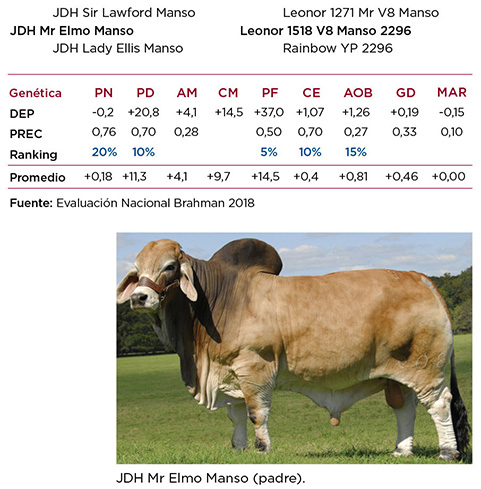 JDH Sir Lawford Manso Leonor 1271 Mr V8 Manso
JDH Mr Elmo Manso Leonor 1518 V8 Manso 2296
JDH Lady Ellis Manso Rainbow YP 2296
Genética PN PD AM CM PF CE AOB GD MAR
DEP -0,2 +20,8 +4,1 +14,5 +37,0 +1,07 +1,26 +0,19 -0,15
PREC 0,76 0,70 0,28 0,50 0,70 0,27 0,33 0,10
Ranking 20% 10% 5% 10% 15%
Promedio +0,18 +11,3 +4,1 +9,7 +14,5 +0,4 +0,81 +0,46 +0,00
Fuente: Evaluación Nacional Brahman 2018
JDH Mr Elmo Manso (padre).